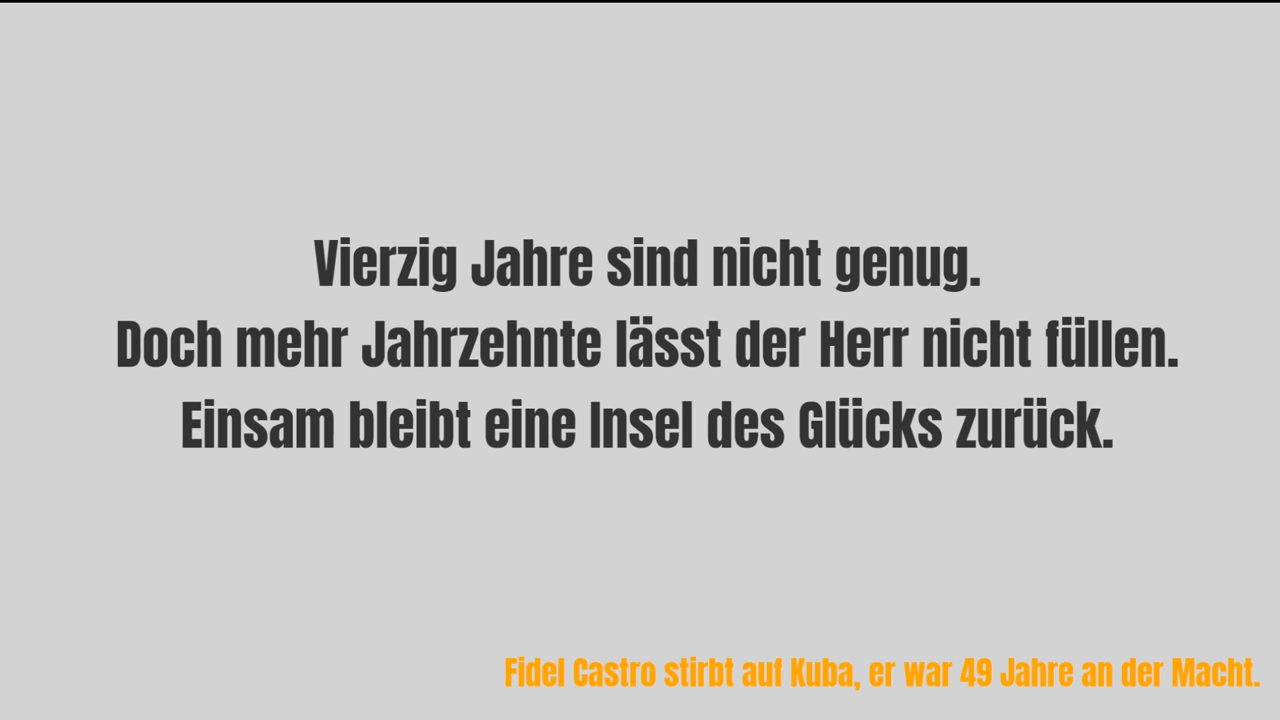 Vierzig Jahre sind nicht genug.
Doch mehr Jahrzehnte lässt der Herr nicht füllen.
Einsam bleibt eine Insel des Glücks zurück.
Fidel Castro stirbt auf Kuba, er war 49 Jahre an der Macht.